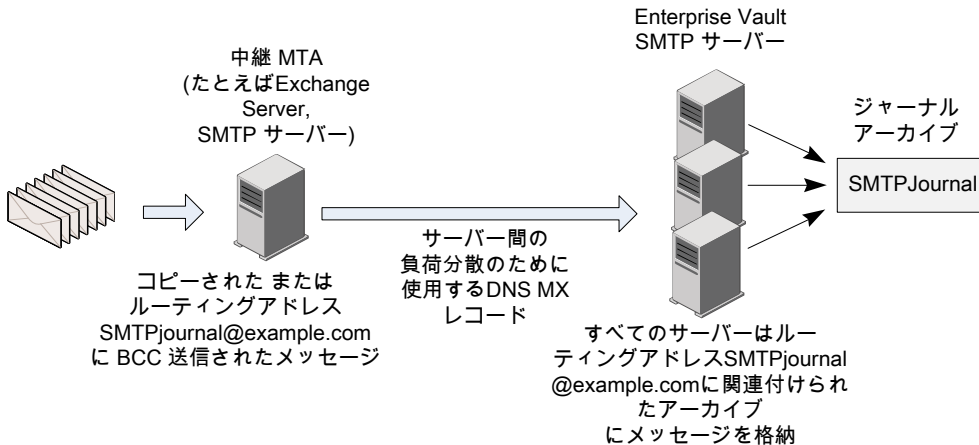 中継 MTA
(たとえばExchange
Server,
SMTP サーバー)
コピーされた または
ルーティングアドレス
SMTPjournal@example.com
に BCC 送信されたメッセージ
サーバー間の
負荷分散のために
使用するDNS MX
レコード
Enterprise Vault
SMTP サーバー
すべてのサーバーはルー
ティングアドレスSMTPjournal
@example.comに関連付けられ
たアーカイブ
にメッセージを格納
ジャーナル
アーカイブ
SMTPJournal